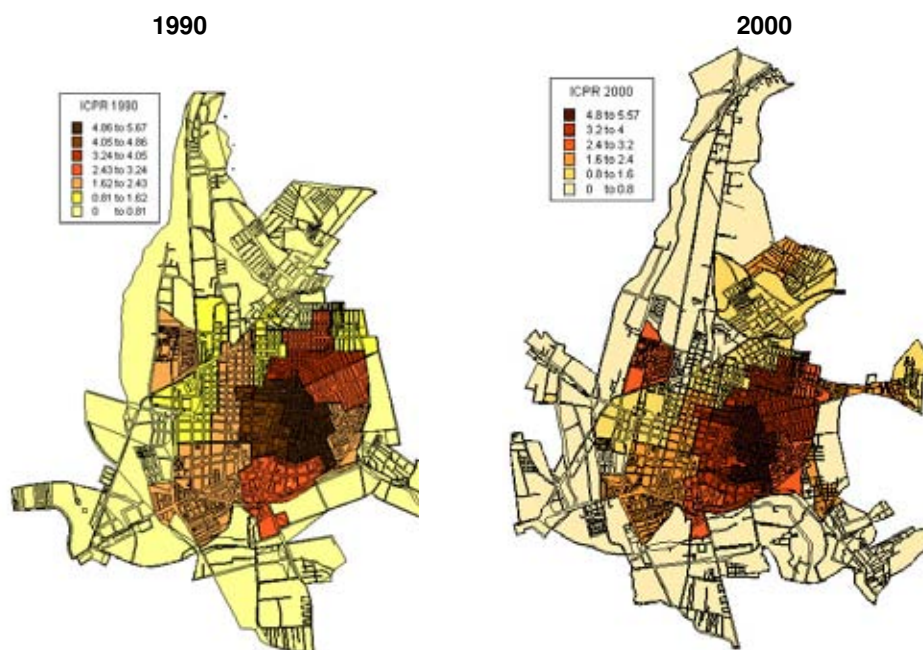 1990
2000
ICPR 1990
4.86 to 5.67
4.05 to 4.86
3.24 to 4.05
2.43 to 3.24
1.62 to 2.43
0.81 to 1.62
0 to 0.81
ICPR 2000
4.8 to 5.57
3.2 to 4
2.4 to 3.2
1.6 to 2.4
0.8 to 1.6
0 to 0.8